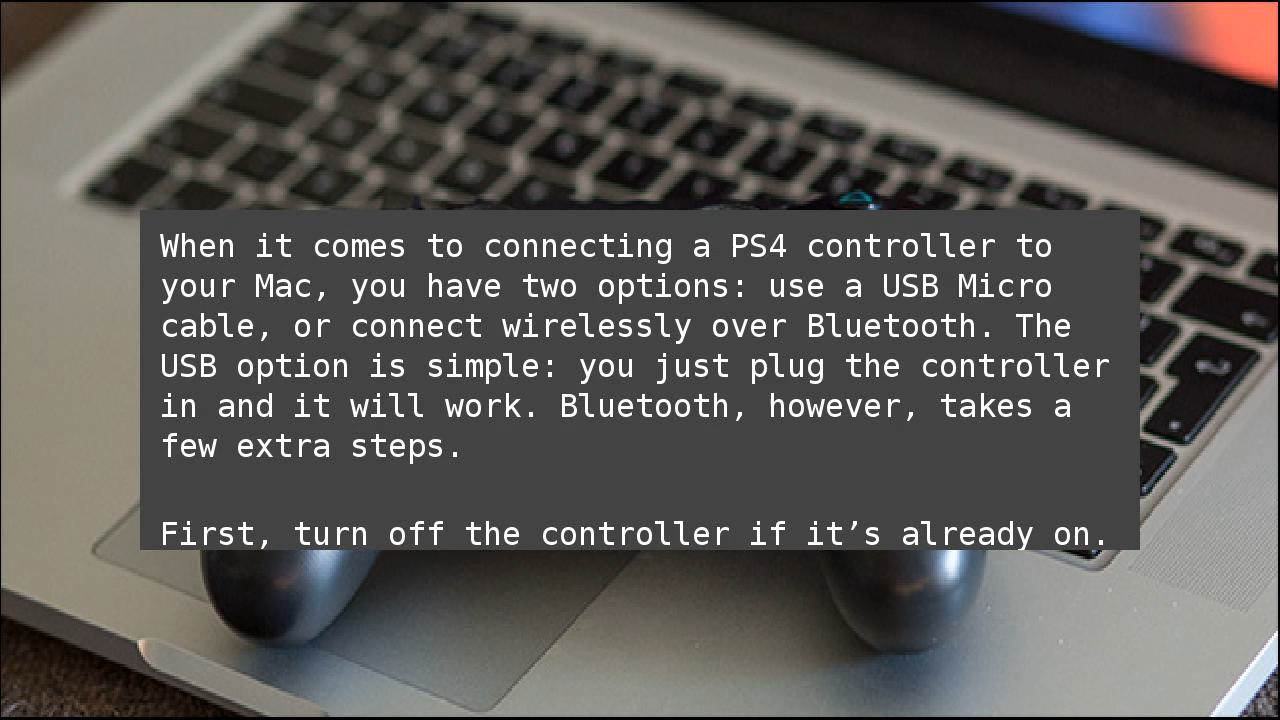 When it comes to connecting a PS4 controller to
your Mac, you have two options: use a USB Micro
cable, or connect wirelessly over Bluetooth. The
USB option is simple: you just plug the controller
in and it will work. Bluetooth, however, takes a
few extra steps.
First, turn off the controller if it’s already on.